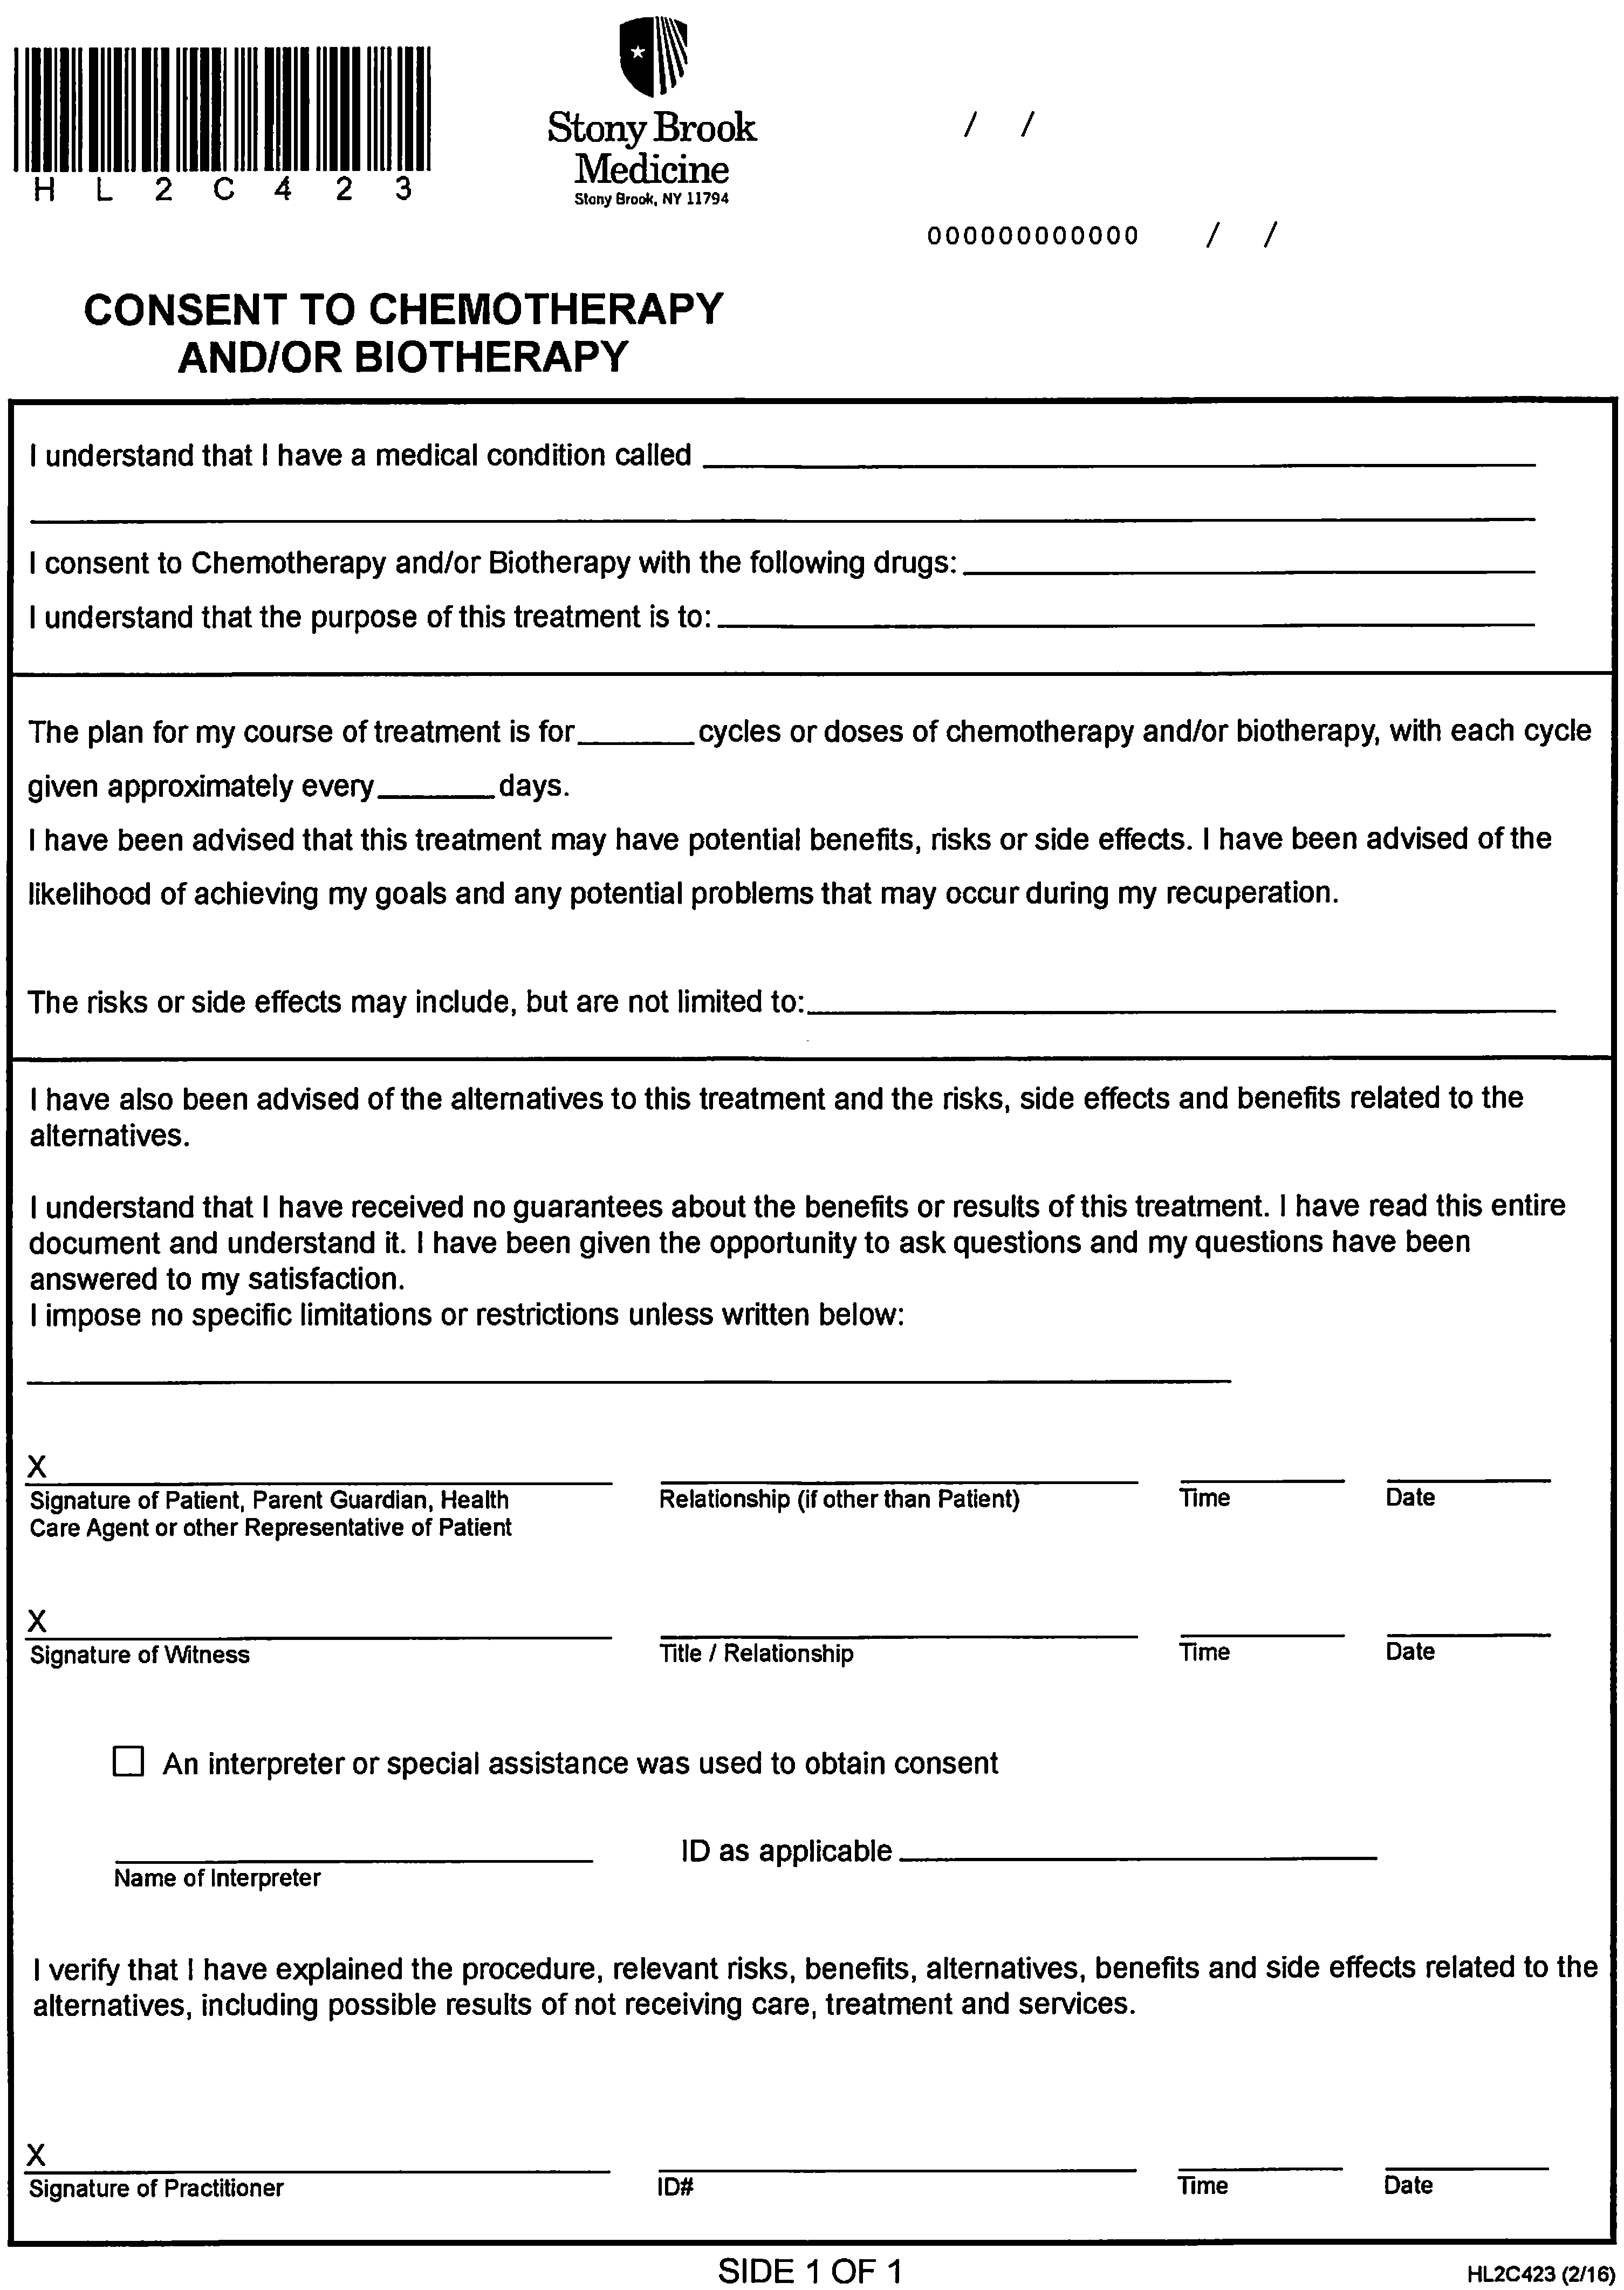 H L 2 C 4 2 3
Stony Brook
Medicine
Stony Brook, NY 11794
/ /
000000000000 / /
CONSENT TO CHEMOTHERAPY
AND/OR BIOTHERAPY
I understand that I have a medical condition called
I consent to Chemotherapy and/or Biotherapy with the following drugs:
I understand that the purpose of this treatment is to:
The plan for my course of treatment is for_______cycles or doses of chemotherapy and/or biotherapy, with each cycle
given approximately every_______days.
I have been advised that this treatment may have potential benefits, risks or side effects. I have been advised of the
likelihood of achieving my goals and any potential problems that may occur during my recuperation.
The risks or side effects may include, but are not limited to:
I have also been advised of the alternatives to this treatment and the risks, side effects and benefits related to the
alternatives.
I understand that I have received no guarantees about the benefits or results of this treatment. I have read this entire
document and understand it. I have been given the opportunity to ask questions and my questions have been
answered to my satisfaction.
I impose no specific limitations or restrictions unless written below:
X
Signature of Patient, Parent Guardian, Health Relationship (if other than Patient) Time Date
Care Agent or other Representative of Patient
X
Signature of Witness Title / Relationship Time Date
An interpreter or special assistance was used to obtain consent
ID as applicable
Name of Interpreter
I verify that I have explained the procedure, relevant risks, benefits, alternatives, benefits and side effects related to the
alternatives, including possible results of not receiving care, treatment and services.
X
Signature of Practitioner ID# Time Date
SIDE 1 OF 1
HL2C423 (2/16)